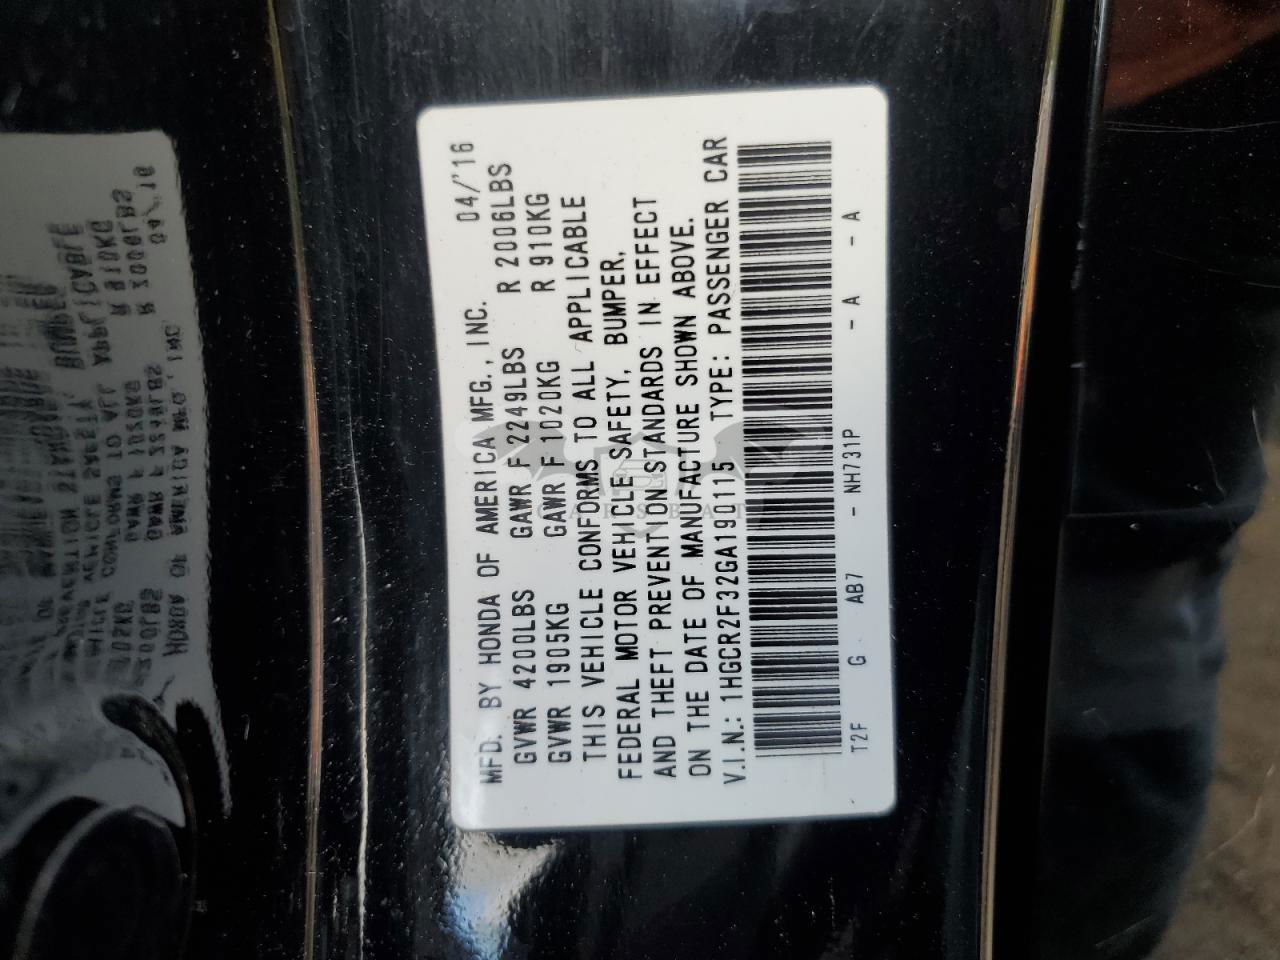 MFD. BY HONDA OF AMERICA MFG., INC. 04/'16
GVWR 4200LBS GAWR F 2249LBS R 2006LBS
GVWR 1905KG GAWR F 1020KG R 910KG
THIS VEHICLE CONFORMS TO ALL APPLICABLE
FEDERAL MOTOR VEHICLE SAFETY, BUMPER,
AND THEFT PREVENTION STANDARDS IN EFFECT
ON THE DATE OF MANUFACTURE SHOWN ABOVE.
V.I.N.: 1HGCR2F32GA190115 TYPE: PASSENGER CAR
T2F G AB7 - NH731P - A - A
CARSBAT